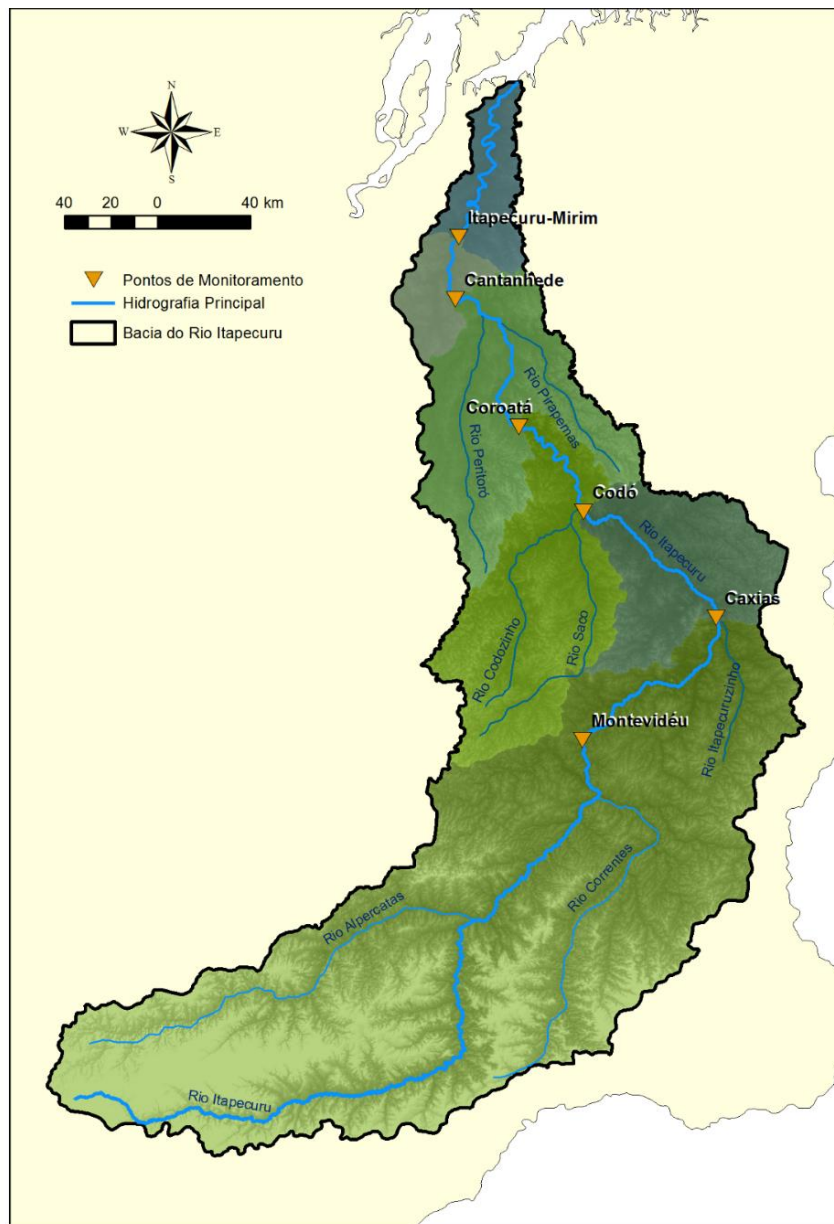 N
W
E
S
40
0
40 km
Pontos de Monitoramento
Hidrografia Principal
Bacia do Rio Itapecuru
Itapecuru-Mirim
Cantanhede
Rio Pirapemas
Coroatá
Rio Peritoró
Codó
Rio Itapecuru
Caxias
Rio Codozinho
Rio Saco
Rio Itapecuruzinho
Montevidéu
Rio Correntes
Rio Alpercatas
Rio Itapecuru